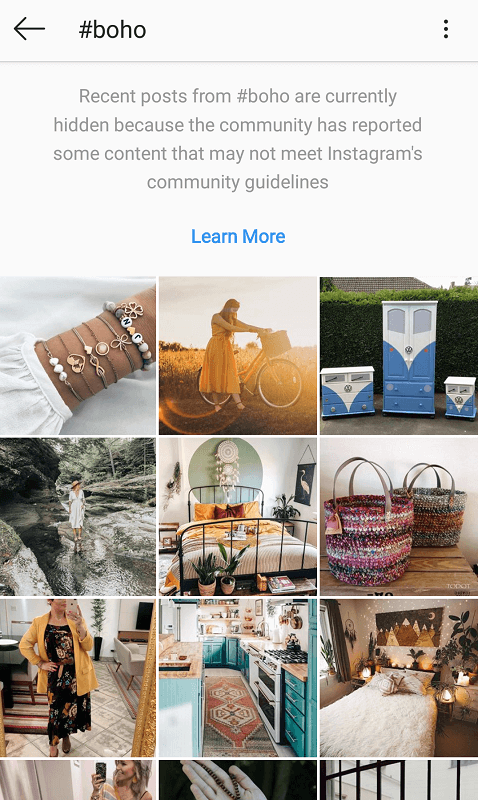 #boho
Recent posts from #boho are currently
hidden because the community has reported
some content that may not meet Instagram's
community guidelines
Learn More